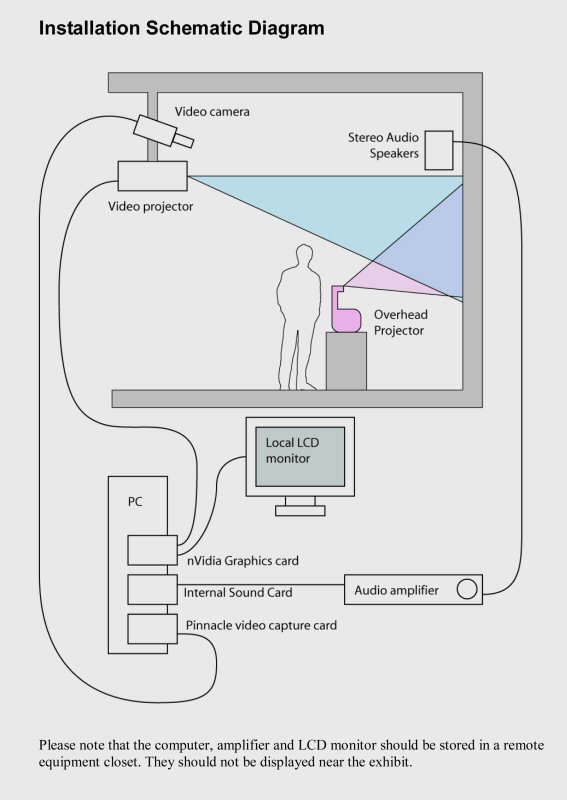 Installation Schematic Diagram
Video camera
Stereo Audio
Speakers
Video projector
Overhead
Projector
Local LCD
monitor
PC
nVidia Graphics card
Internal Sound Card
Audio amplifier
Pinnacle video capture card
Please note that the computer, amplifier and LCD monitor should be stored in a remote
equipment closet. They should not be displayed near the exhibit.